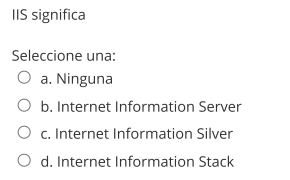 IIS significa
Seleccione una:
a. Ninguna
b. Internet Information Server
c. Internet Information Silver
d. Internet Information Stack